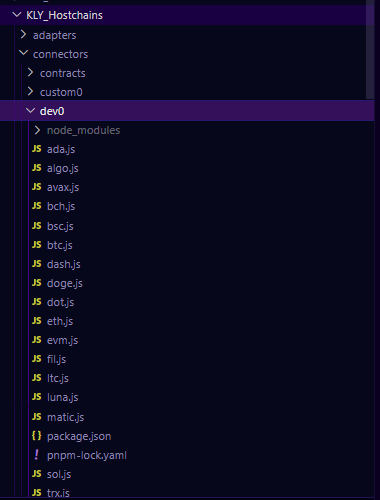 KLY_Hostchains
adapters
connectors
contracts
custom0
dev0
node_modules
JS ada.js
JS algo.js
JS avax.js
JS bch.js
JS bsc.js
JS btc.js
JS dash.js
JS doge.js
JS dot.js
JS eth.js
JS evm.js
JS fil.js
JS ltc.js
JS luna.js
JS matic.js
{ } package.json
! pnpm-lock.yaml
JS sol.js
JS trx.js